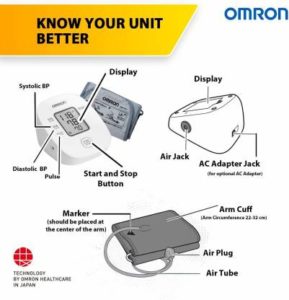 KNOW YOUR UNIT
BETTER
OMRON
Display
Systolic BP
OMRON
Display
Diastolic BP
Pulse
Start and Stop
Button
Air Jack
AC Adapter Jack
(for optional AC Adapter)
Marker
(should be placed at
the center of the arm)
Arm Cuff
(Arm Circumference 22-32 cm)
Air Plug
Air Tube
TECHNOLOGY
BY OMRON HEALTHCARE
IN JAPAN